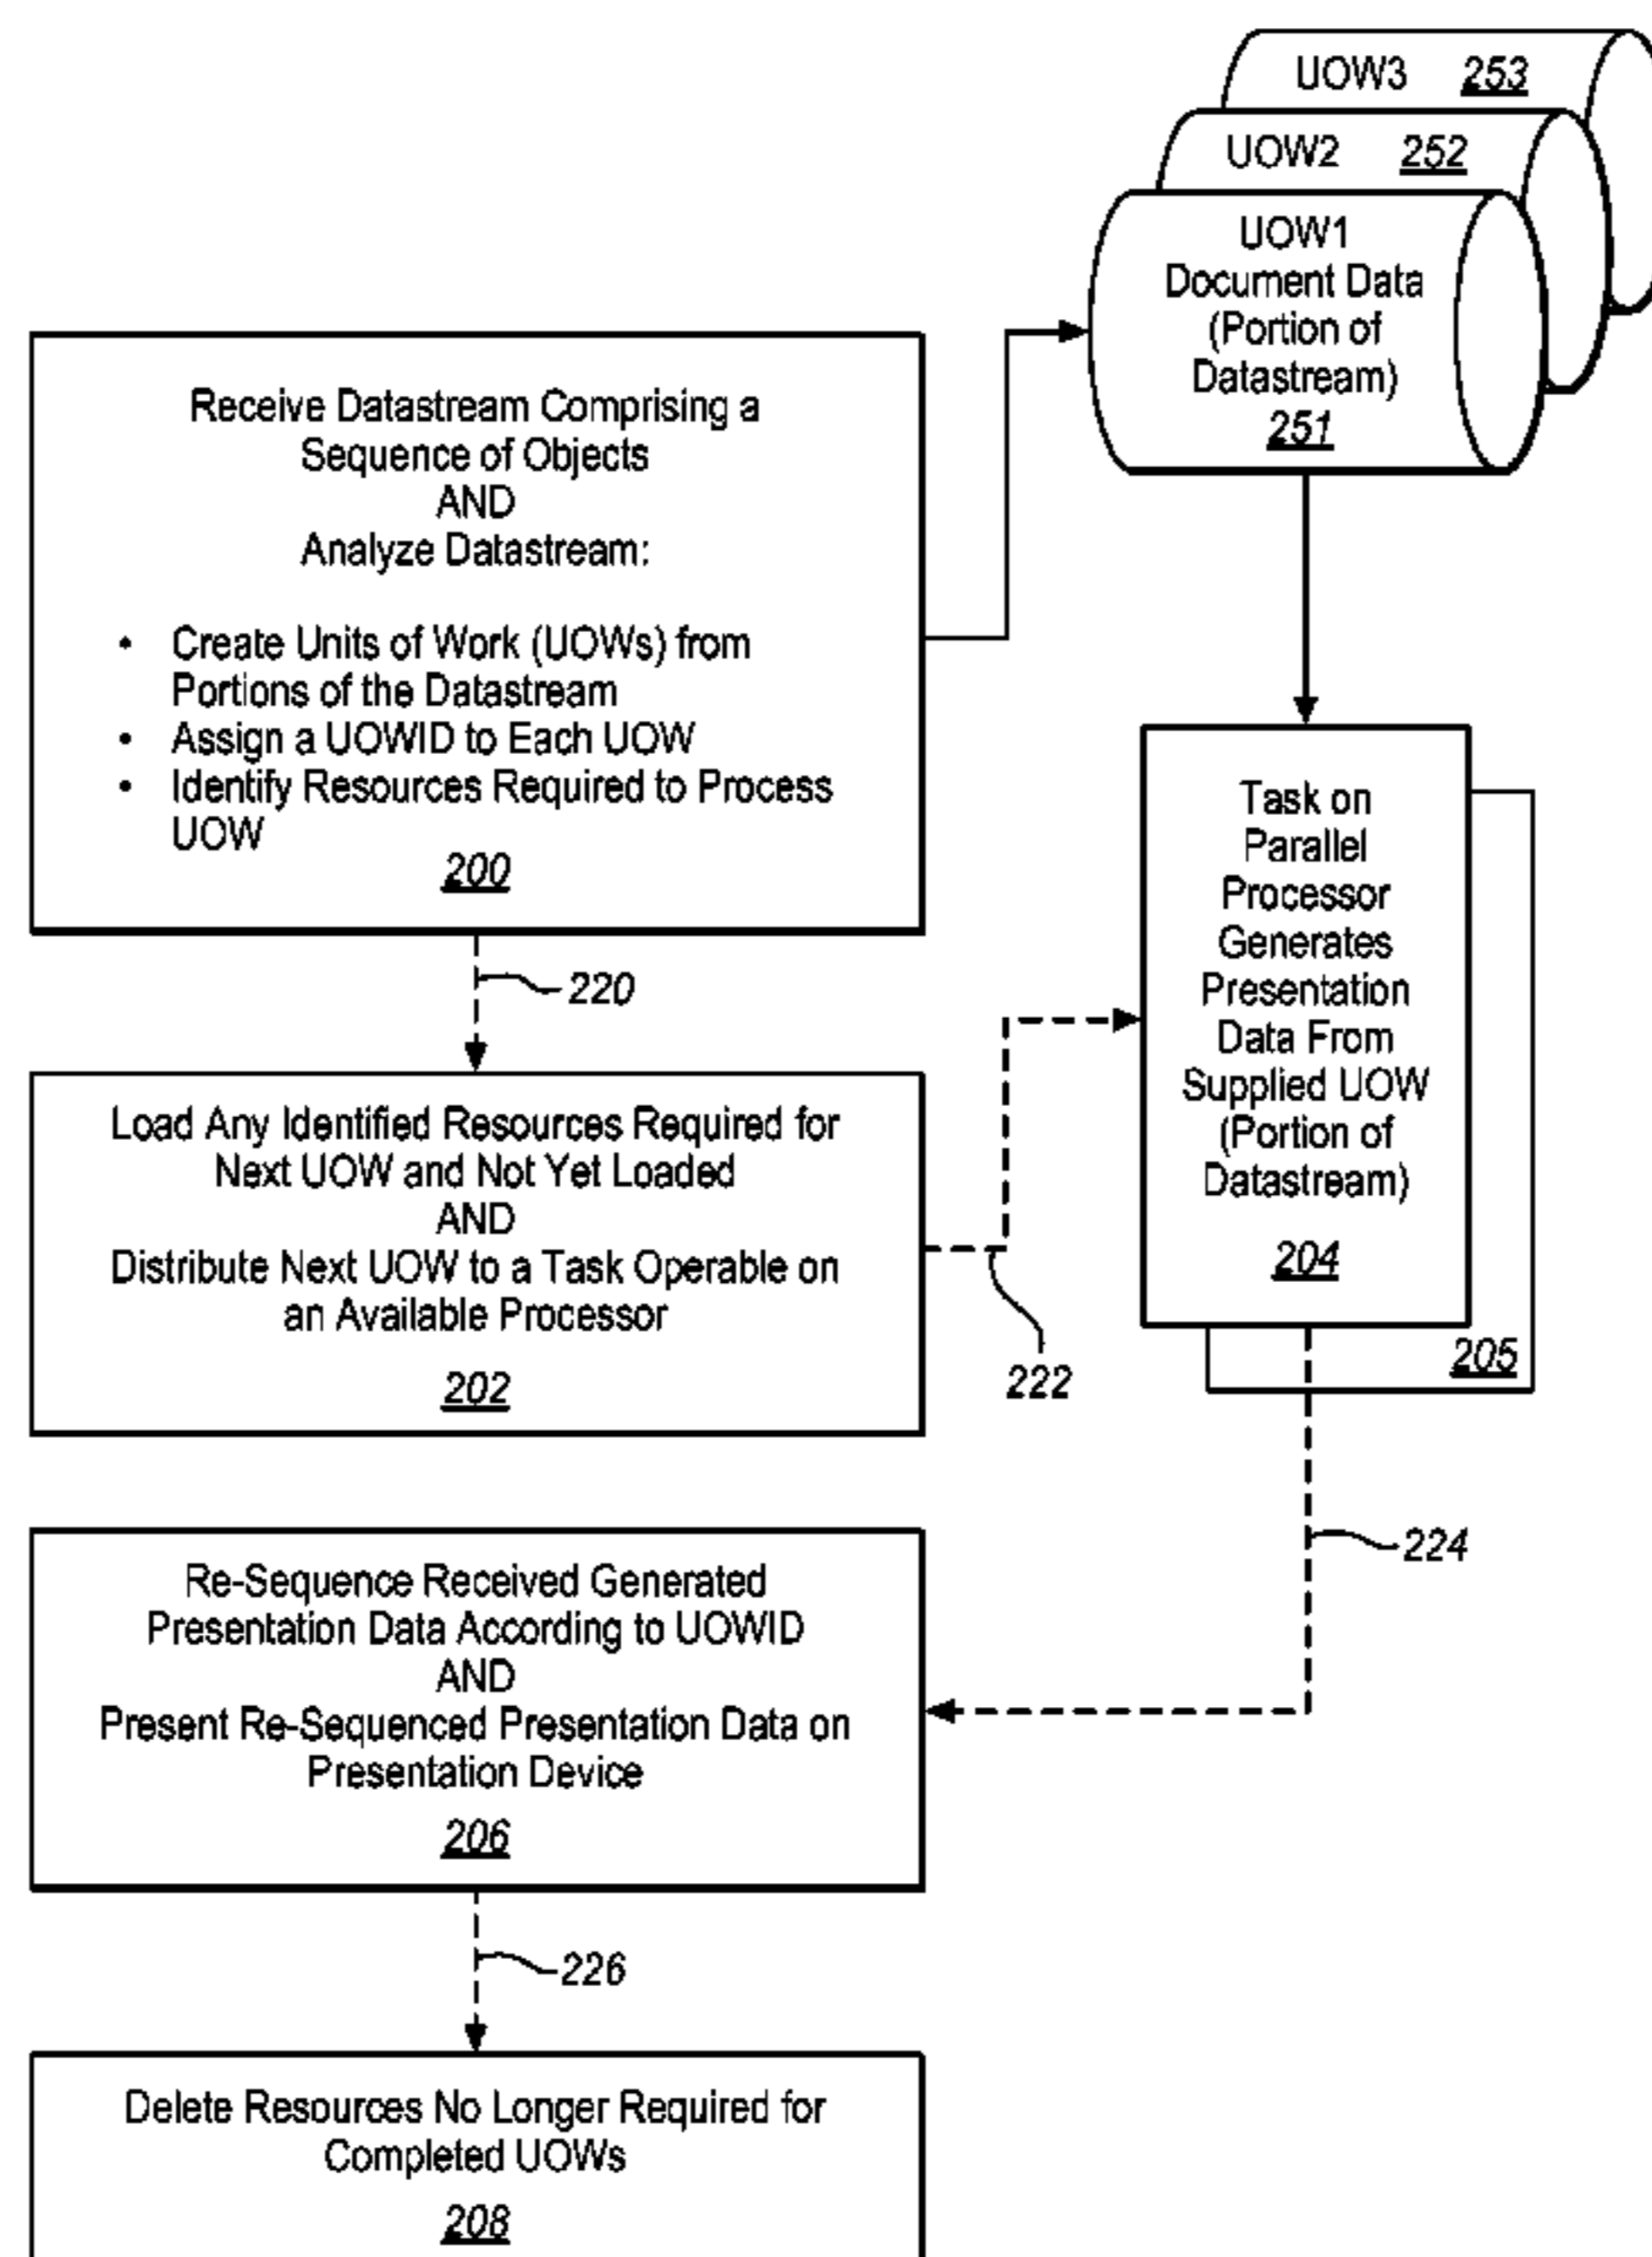 UOW3 253
UOW2 252
UOW1
Document Data
(Portion of
Datastream)
251
Receive Datastream Comprising a
Sequence of Objects
AND
Analyze Datastream:
• Create Units of Work (UOWs) from
Portions of the Datastream
• Assign a UOWID to Each UOW
• Identify Resources Required to Process
UOW
200
220
Load Any Identified Resources Required for
Next UOW and Not Yet Loaded
AND
Distribute Next UOW to a Task Operable on
an Available Processor
202
222
Task on
Parallel
Processor
Generates
Presentation
Data From
Supplied UOW
(Portion of
Datastream)
204
205
224
Re-Sequence Received Generated
Presentation Data According to UOWID
AND
Present Re-Sequenced Presentation Data on
Presentation Device
206
226
Delete Resources No Longer Required for
Completed UOWs
208